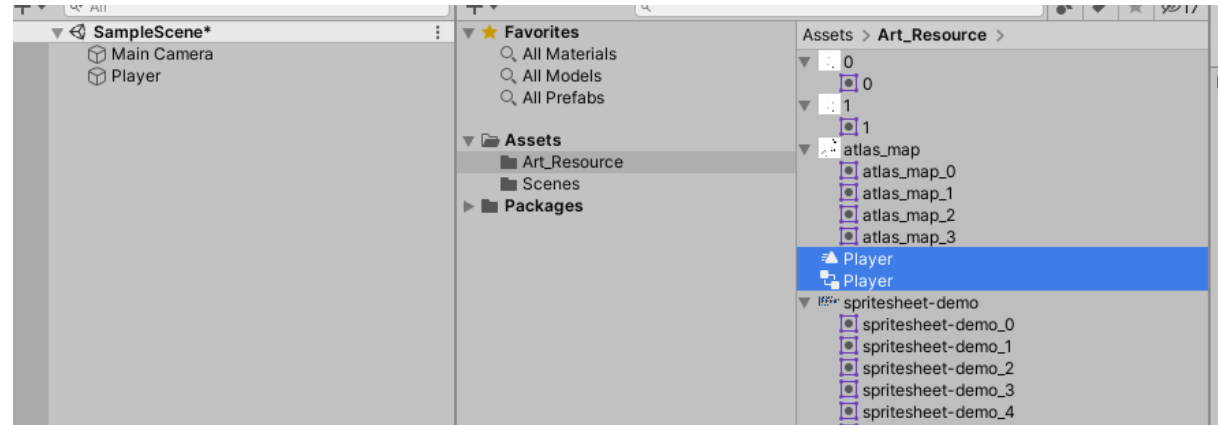 All
17
SampleScene*
Main Camera
Player
Favorites
All Materials
All Models
All Prefabs
Assets
Art_Resource
Scenes
Packages
Assets > Art_Resource >
0
0
1
1
atlas_map
atlas_map_0
atlas_map_1
atlas_map_2
atlas_map_3
Player
Player
spritesheet-demo
spritesheet-demo_0
spritesheet-demo_1
spritesheet-demo_2
spritesheet-demo_3
spritesheet-demo_4